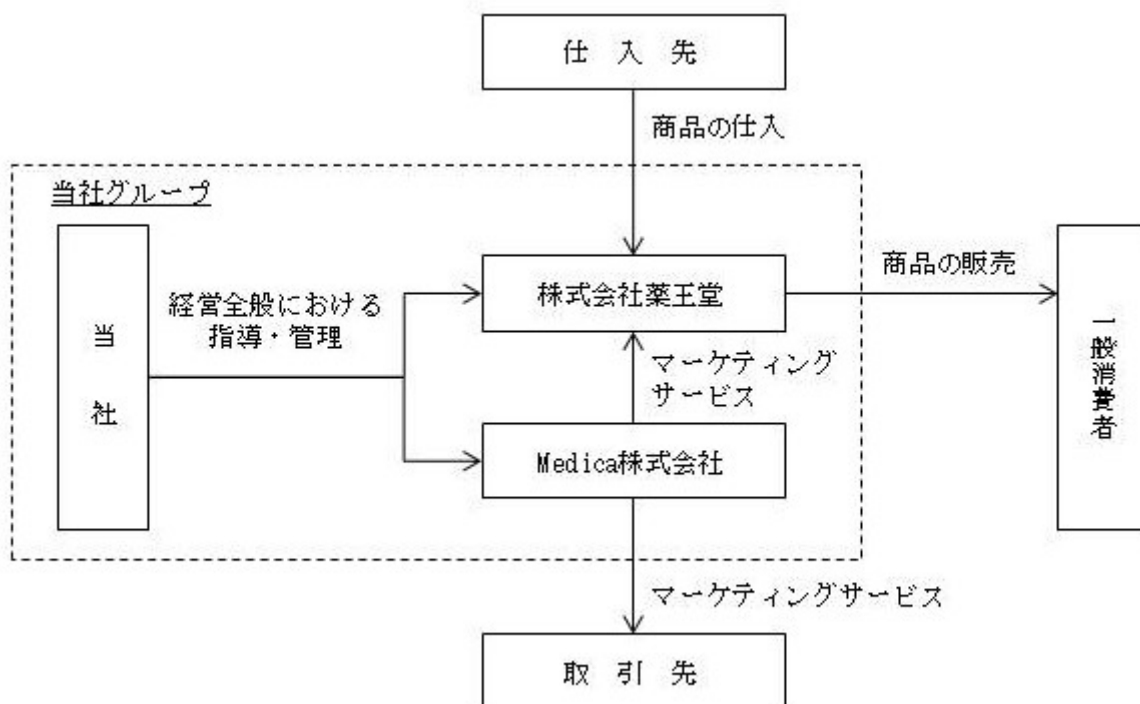 仕 入 先
商品の仕入
当社グループ
当社
経営全般における
指導・管理
株式会社薬王堂
商品の販売
一般消費者
マーケティング
サービス
Medica株式会社
マーケティングサービス
取 引 先